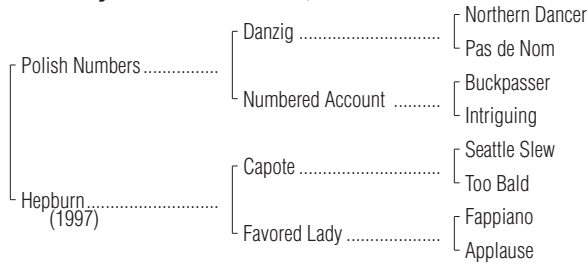 Northern Dancer
Danzig ..............................
Pas de Nom
Polish Numbers ................
Buckpasser
Numbered Account ..........
Intriguing
Seattle Slew
Capote ..............................
Too Bald
Hepburn ............................
(1997)
Fappiano
Favored Lady ....................
Applause